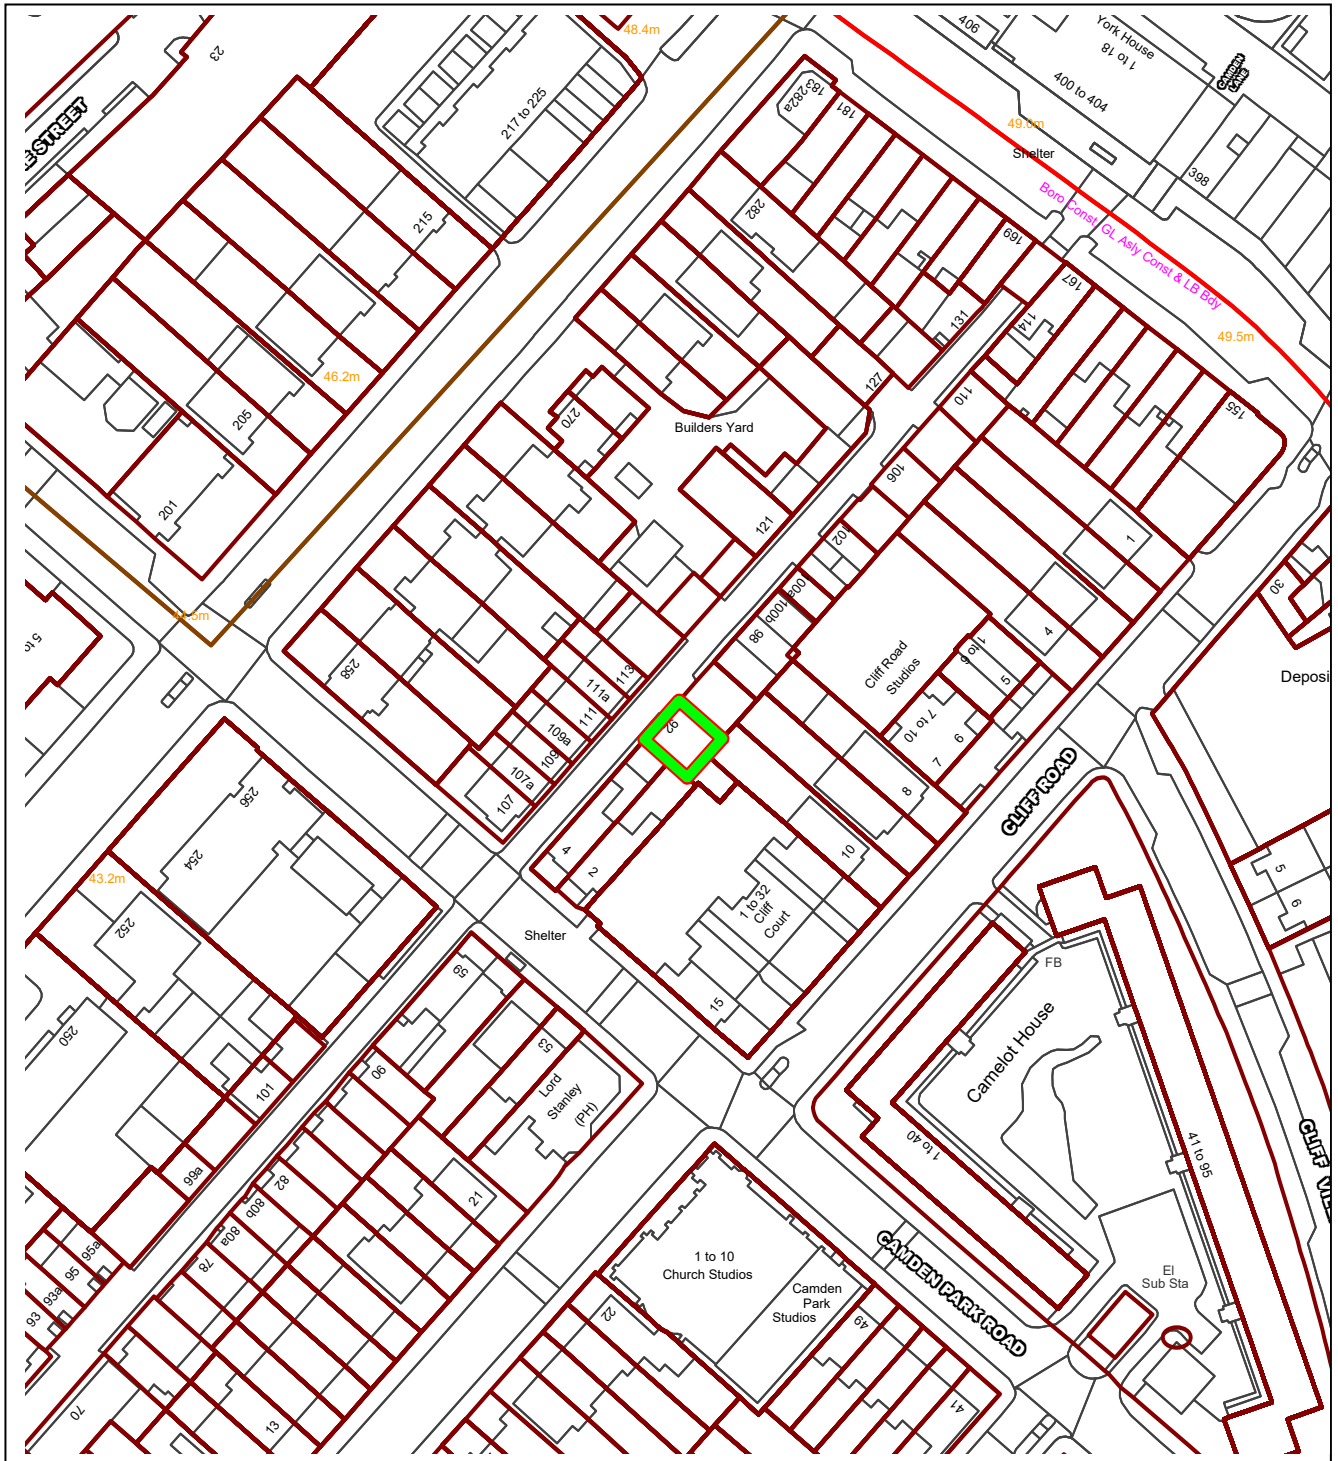 48.4m
406
York House
1 to 18
CAMDEN
LANE
23
400 to 404
183
282a
181
217 to 225
49.0m
Shelter
398
Boro Const, GL Asly Const & LB Bdy
215
282
169
167
49.5m
131
114
46.2m
127
205
270
110
155
Builders Yard
106
201
121
102
1
30
44.5m
100b
98
4
5 to
258
Cliff Road
Studios
1 to 6
5
Deposi
113
111a
111
109a
109
107a
107
92
7 to 10
9
7
8
CLIFF ROAD
256
254
43.2m
4
2
10
1 to 32
Cliff
Court
5
6
252
Shelter
59
FB
15
250
53
Camelot House
Lord
Stanley
(PH)
90
101
1 to 40
41 to 95
99a
82
80b
80a
78
21
95a
95
93a
93
1 to 10
Church Studios
Camden
Park
Studios
CAMDEN PARK ROAD
El
Sub Sta
22
49
41
70
13